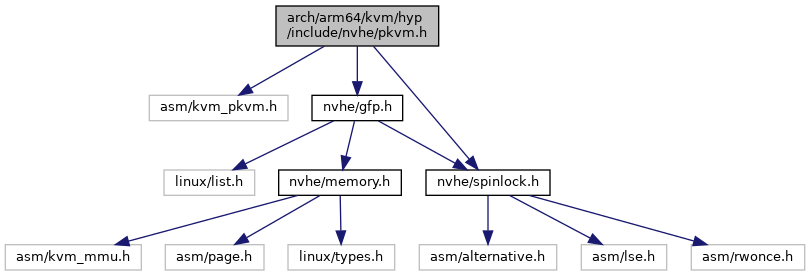 arch/arm64/kvm/hyp
/include/nvhe/pkvm.h
asm/kvm_pkvm.h
nvhe/gfp.h
linux/list.h
nvhe/memory.h
nvhe/spinlock.h
asm/kvm_mmu.h
asm/page.h
linux/types.h
asm/alternative.h
asm/lse.h
asm/rwonce.h